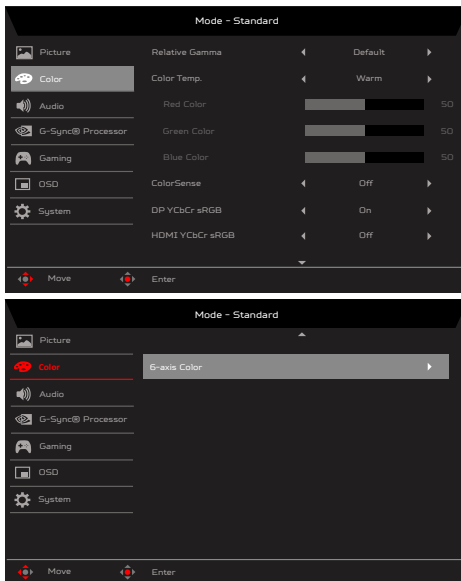 Mode - Standard
Picture Relative Gamma Default
Color Color Temp. Warm
Audio Red Color 50
G-Sync® Processor Green Color 50
Gaming Blue Color 50
OSD ColorSense Off
System DP YCbCr sRGB On
HDMI YCbCr sRGB Off
Move Enter
Mode - Standard
Picture
Color 6-axis Color
Audio
G-Sync® Processor
Gaming
OSD
System
Move Enter